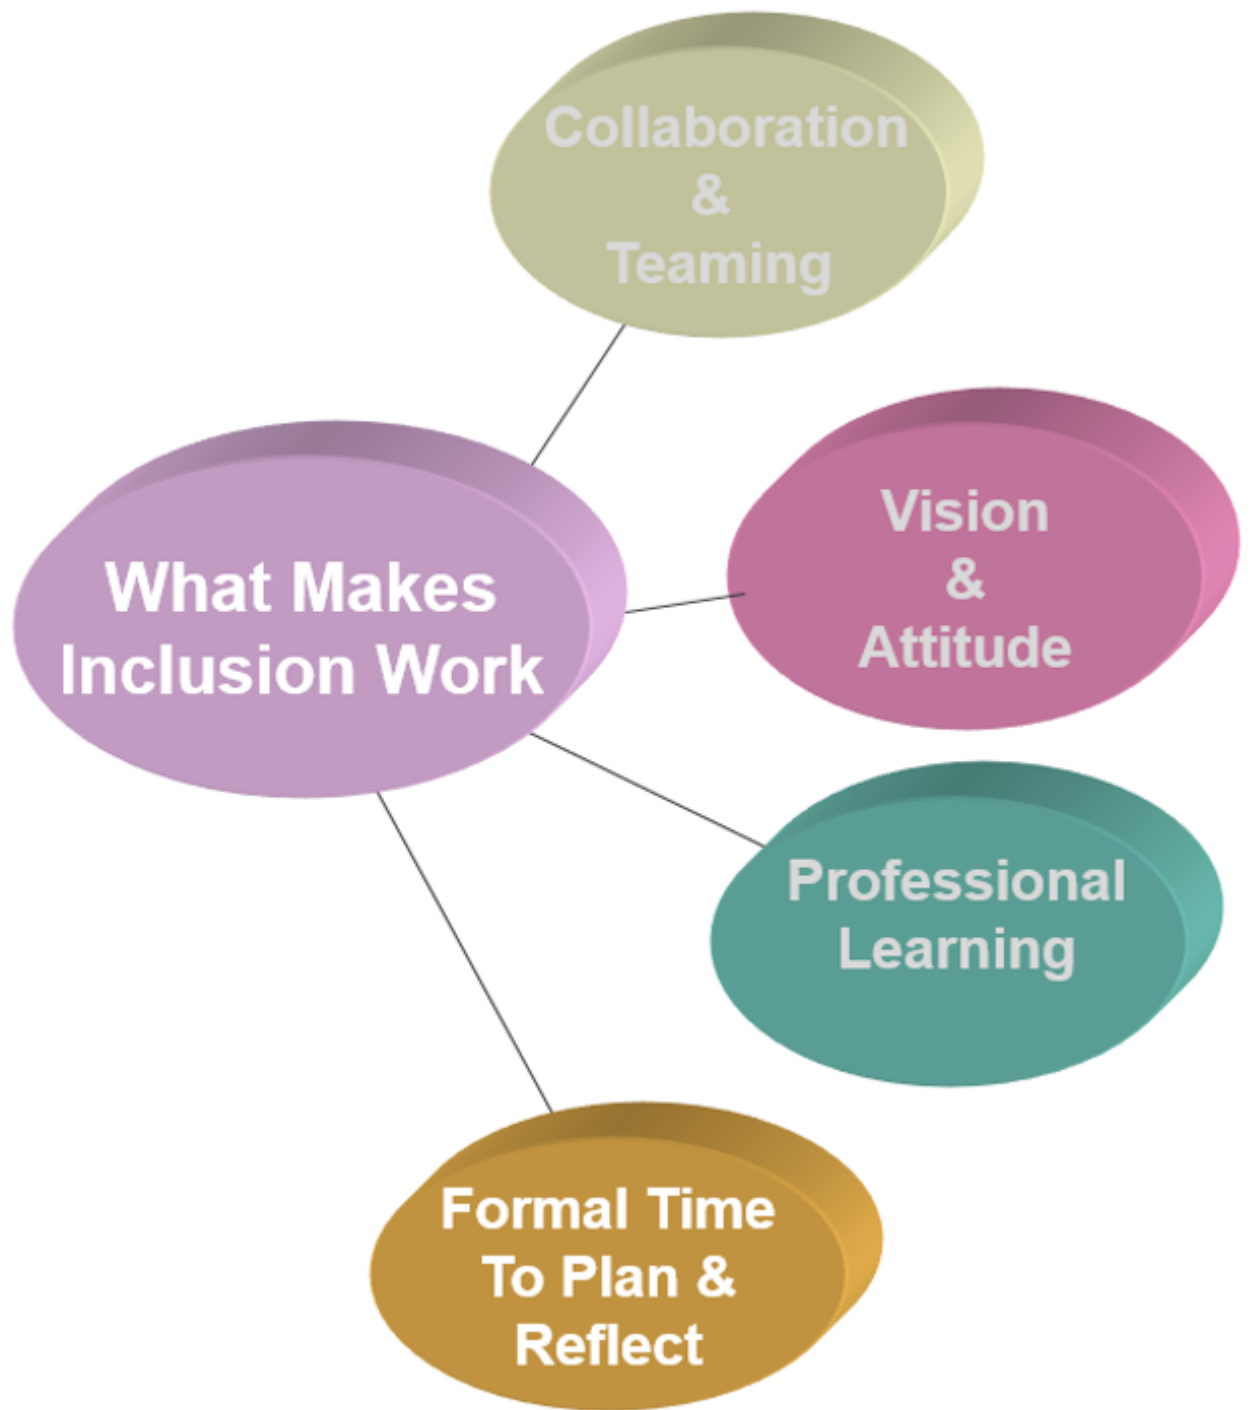 Collaboration
&
Teaming
What Makes
Inclusion Work
Vision
&
Attitude
Professional
Learning
Formal Time
To Plan &
Reflect